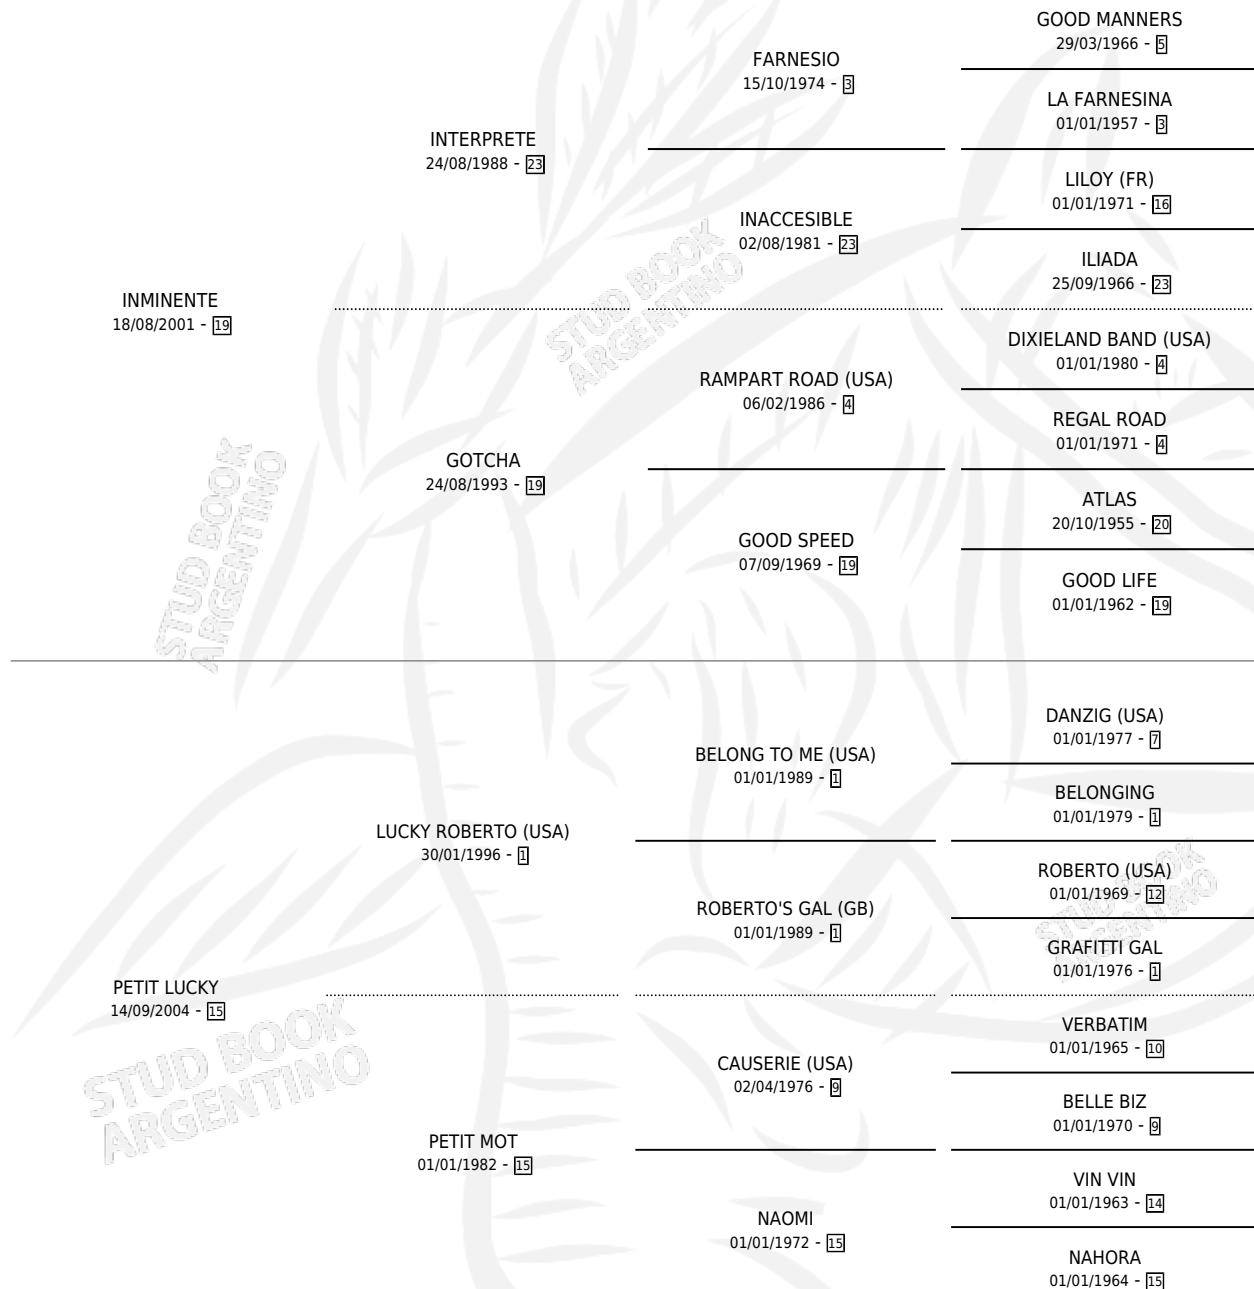 GOOD MANNERS
29/03/1966 - 5
FARNESIO
15/10/1974 - 3
LA FARNESINA
01/01/1957 - 3
INTERPRETE
24/08/1988 - 23
LILOY (FR)
01/01/1971 - 16
INACCESIBLE
02/08/1981 - 23
ILIADA
25/09/1966 - 23
INMINENTE
18/08/2001 - 19
DIXIELAND BAND (USA)
01/01/1980 - 4
RAMPART ROAD (USA)
06/02/1986 - 4
REGAL ROAD
01/01/1971 - 4
GOTCHA
24/08/1993 - 19
ATLAS
20/10/1955 - 20
GOOD SPEED
07/09/1969 - 19
GOOD LIFE
01/01/1962 - 19
DANZIG (USA)
01/01/1977 - 7
BELONG TO ME (USA)
01/01/1989 - 1
BELONGING
01/01/1979 - 1
LUCKY ROBERTO (USA)
30/01/1996 - 1
ROBERTO (USA)
01/01/1969 - 12
ROBERTO'S GAL (GB)
01/01/1989 - 1
GRAFITTI GAL
01/01/1976 - 1
PETIT LUCKY
14/09/2004 - 15
VERBATIM
01/01/1965 - 10
CAUSERIE (USA)
02/04/1976 - 9
BELLE BIZ
01/01/1970 - 9
PETIT MOT
01/01/1982 - 15
VIN VIN
01/01/1963 - 14
NAOMI
01/01/1972 - 15
NAHORA
01/01/1964 - 15
STUD BOOK
ARGENTINO
STUD BOOK
ARGENTINO
STUD BOOK
ARGENTINO
STUD BOOK
ARGENTINO